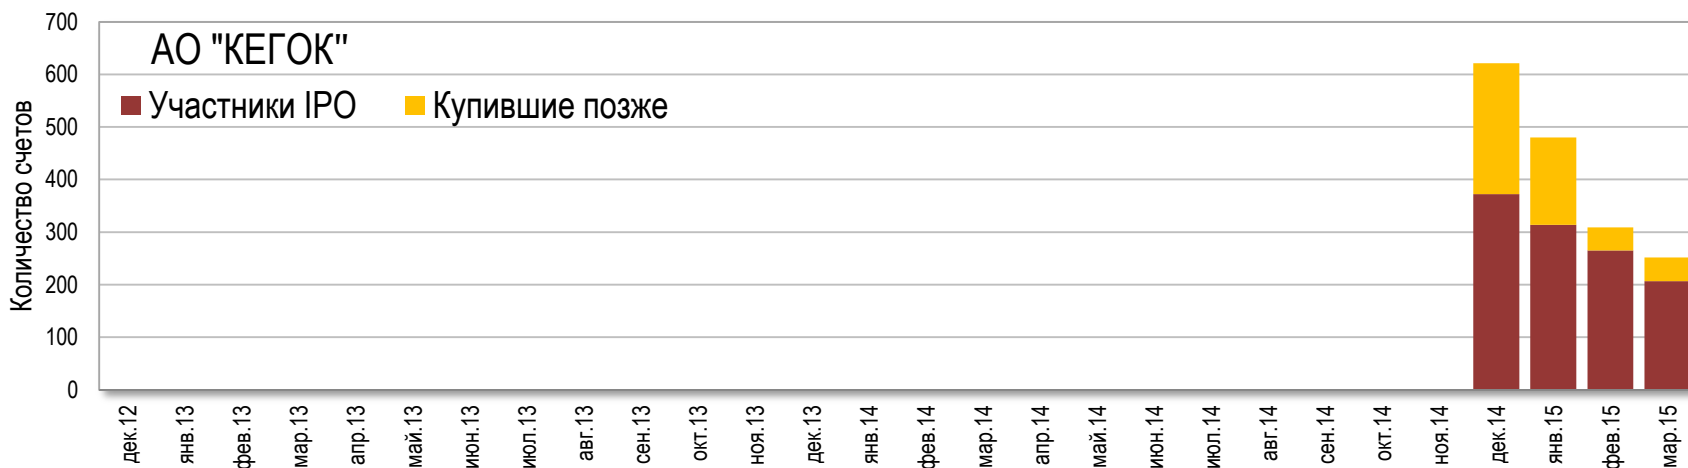 АО "КЕГОК"
Участники IPO
Купившие позже
Количество счетов
700
600
500
400
300
200
100
0
дек.12
янв.13
фев.13
мар.13
апр.13
май.13
июн.13
июл.13
авг.13
сен.13
окт.13
ноя.13
дек.13
янв.14
фев.14
мар.14
апр.14
май.14
июн.14
июл.14
авг.14
сен.14
окт.14
ноя.14
дек.14
янв.15
фев.15
мар.15